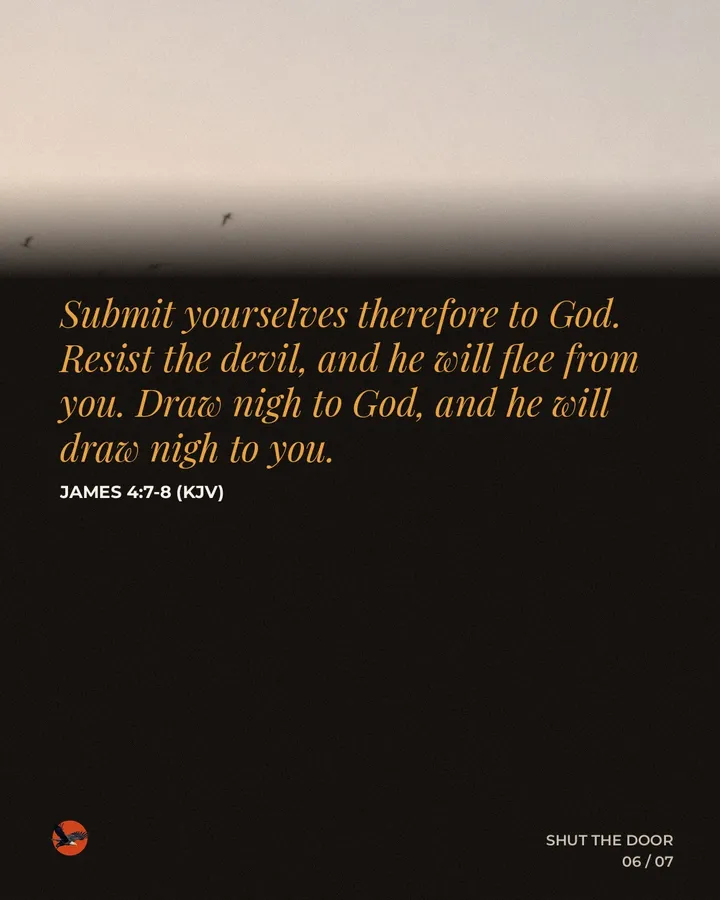 Submit yourselves therefore to God.
Resist the devil, and he will flee from
you. Draw nigh to God, and he will
draw nigh to you.
JAMES 4:7-8 (KJV)
SHUT THE DOOR
06 / 07